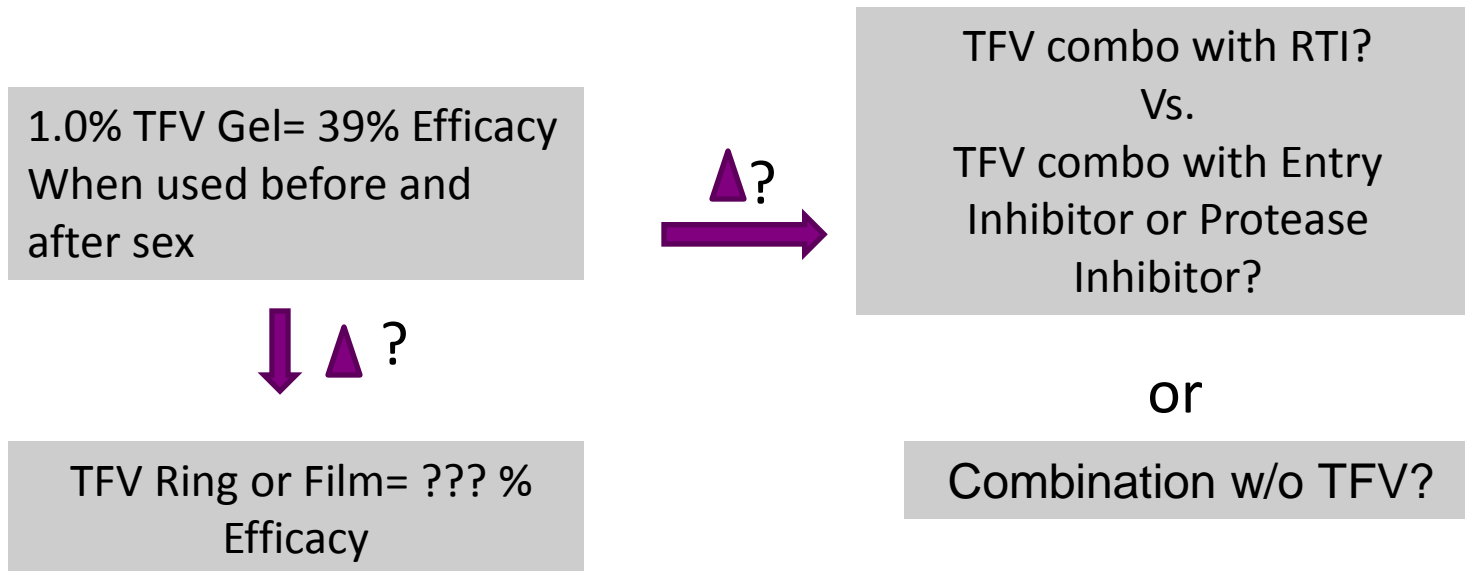 1.0% TFV Gel= 39% Efficacy
When used before and
after sex
?
TFV combo with RTI?
Vs.
TFV combo with Entry
Inhibitor or Protease
Inhibitor?
?
or
TFV Ring or Film= ??? %
Efficacy
Combination w/o TFV?